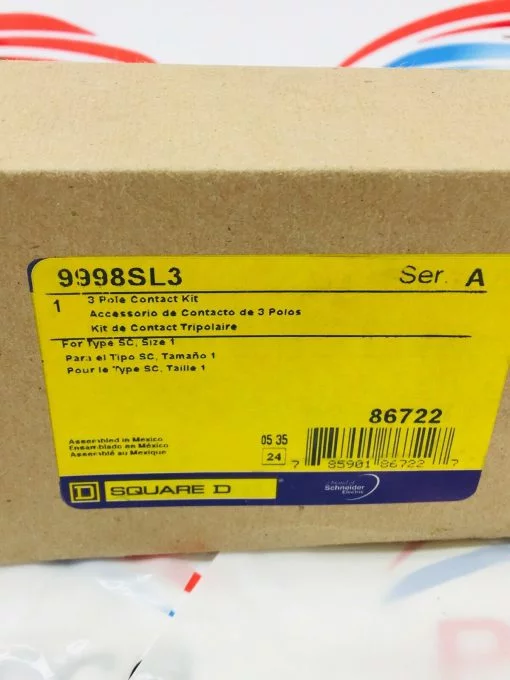 9998SL3 Ser. A
1 3 Pole Contact Kit
Accessorio de Contacto de 3 Polos
Kit de Contact Tripolaire
For Type SC, Size 1
Para el Tipo SC, Tamaño 1
Pour le Type SC, Taille 1
86722
Assembled in Mexico
Ensamblado en México
Assemblé au Mexique
05 35
24
7 85901 86722 7
D SQUARE D
a brand of
Schneider
Electric